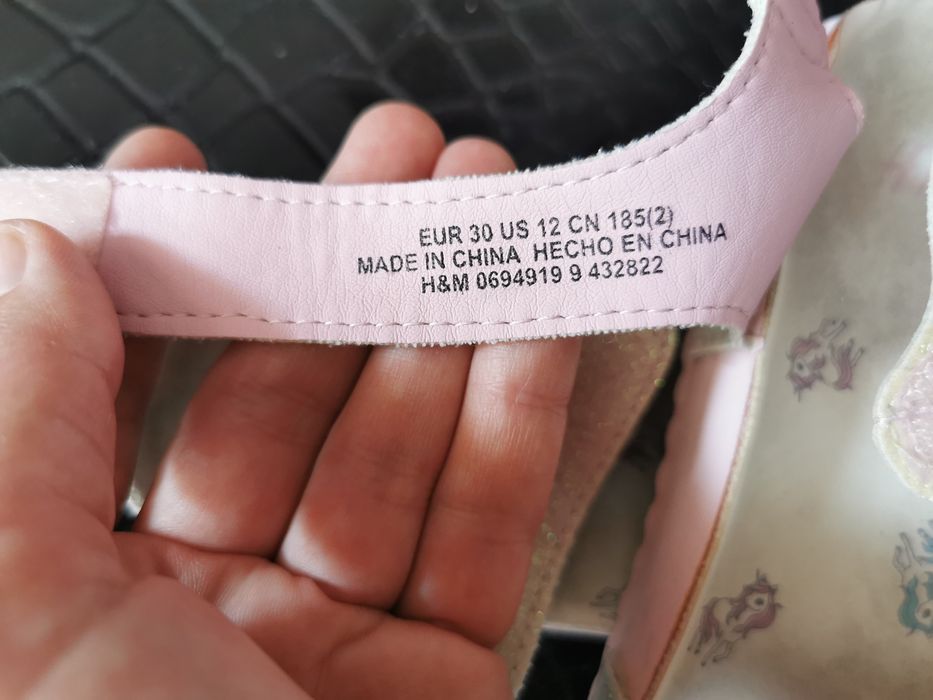 EUR 30 US 12 CN 185(2)
MADE IN CHINA HECHO EN CHINA
H&M 0694919 9 432822